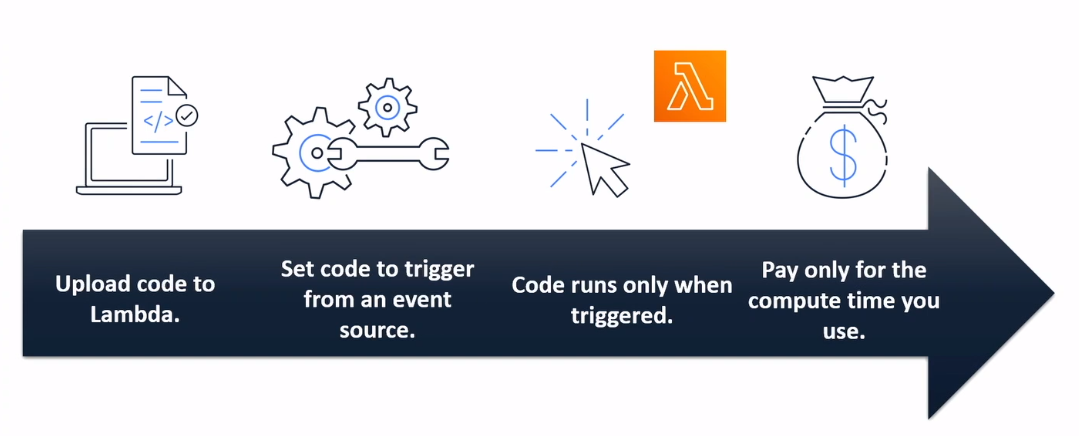 </>
$
Upload code to
Lambda.
Set code to trigger
from an event
source.
Code runs only when
triggered.
Pay only for the
compute time you
use.